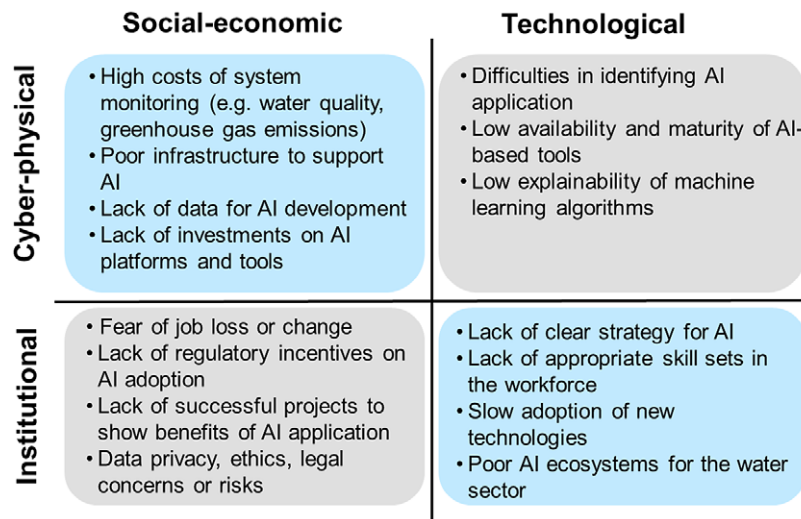 Social-economic
Technological
Cyber-physical
• High costs of system
monitoring (e.g. water quality,
greenhouse gas emissions)
• Poor infrastructure to support
AI
• Lack of data for AI development
• Lack of investments on AI
platforms and tools
• Difficulties in identifying AI
application
• Low availability and maturity of AI-
based tools
• Low explainability of machine
learning algorithms
Institutional
• Fear of job loss or change
• Lack of regulatory incentives on
AI adoption
• Lack of successful projects to
show benefits of AI application
• Data privacy, ethics, legal
concerns or risks
• Lack of clear strategy for AI
• Lack of appropriate skill sets in
the workforce
• Slow adoption of new
technologies
• Poor AI ecosystems for the water
sector